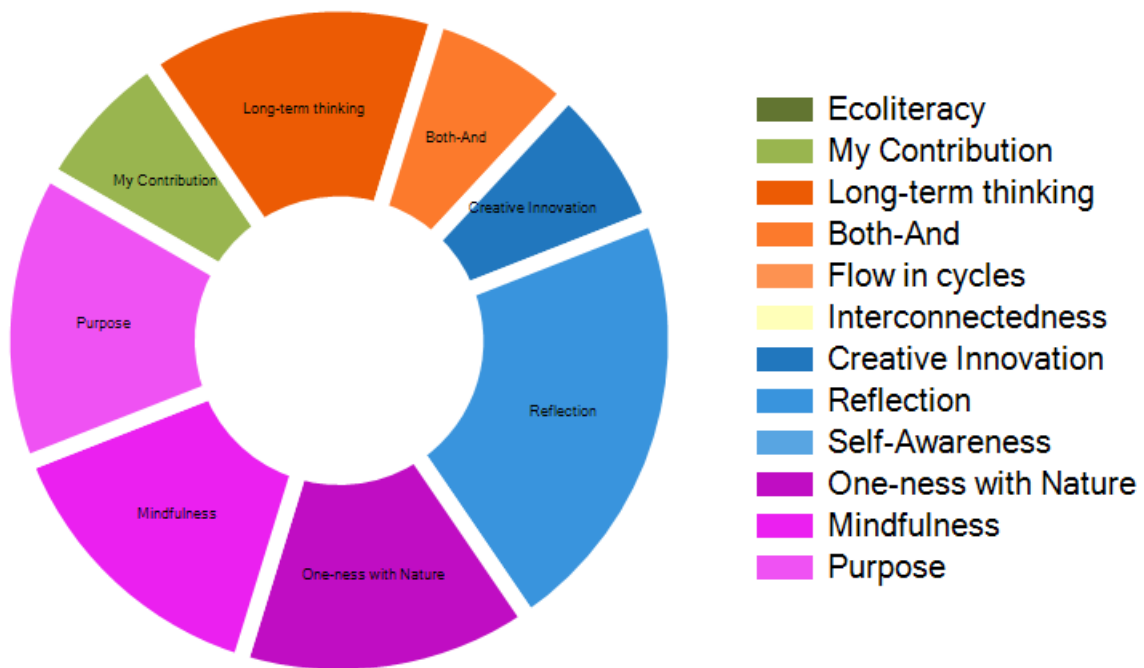 Long-term thinking
Both-And
My Contribution
Creative Innovation
Purpose
Reflection
Mindfulness
One-ness with Nature
Ecoliteracy
My Contribution
Long-term thinking
Both-And
Flow in cycles
Interconnectedness
Creative Innovation
Reflection
Self-Awareness
One-ness with Nature
Mindfulness
Purpose